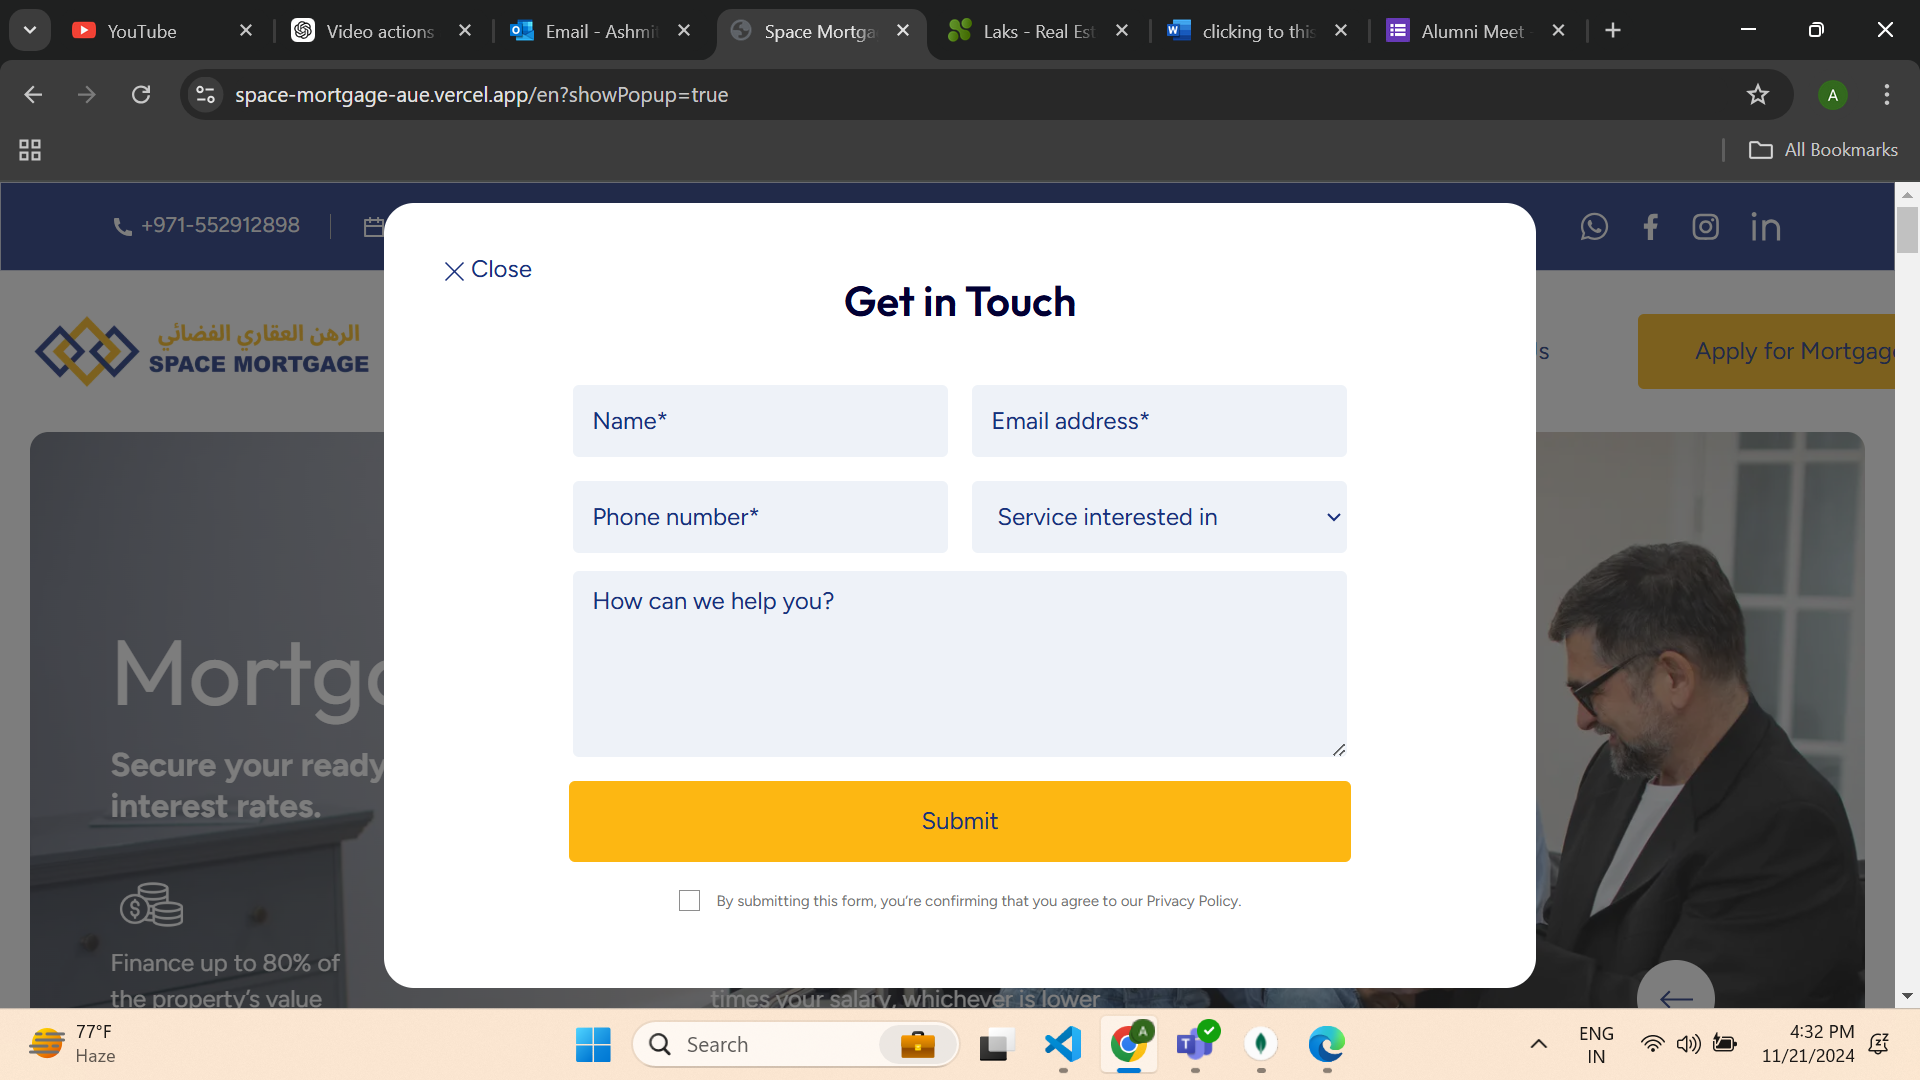 YouTube
Video actions
Email - Ashmit
Space Mortga
Laks - Real Est
clicking to this
Alumni Meet -
space-mortgage-aue.vercel.app/en?showPopup=true
A
All Bookmarks
+971-552912898
Close
Get in Touch
الرهن العقاري الفضائي
SPACE MORTGAGE
Apply for Mortgage
Name*
Email address*
Phone number*
Service interested in
How can we help you?
Mortga
Secure your ready
interest rates.
Submit
By submitting this form, you're confirming that you agree to our Privacy Policy.
Finance up to 80% of
the property's value
times your salary, whichever is lower
77°F
Haze
Search
A
ENG
IN
4:32 PM
11/21/2024